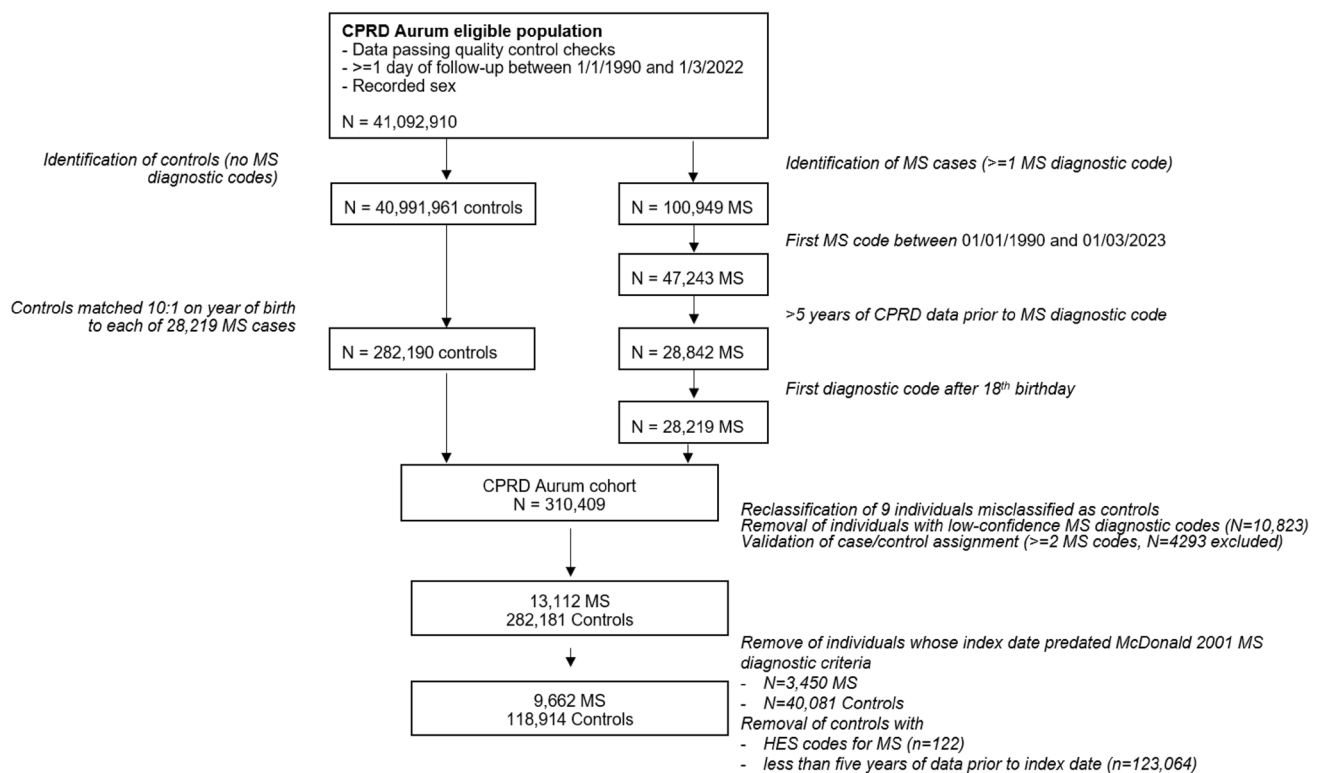 CPRD Aurum eligible population
- Data passing quality control checks
- >=1 day of follow-up between 1/1/1990 and 1/3/2022
- Recorded sex
N = 41,092,910
Identification of controls (no MS
diagnostic codes)
Identification of MS cases (>=1 MS diagnostic code)
N = 40,991,961 controls
N = 100,949 MS
First MS code between 01/01/1990 and 01/03/2023
N = 47,243 MS
Controls matched 10:1 on year of birth
to each of 28,219 MS cases
>5 years of CPRD data prior to MS diagnostic code
N = 282,190 controls
N = 28,842 MS
First diagnostic code after 18th birthday
N = 28,219 MS
CPRD Aurum cohort
N = 310,409
Reclassification of 9 individuals misclassified as controls
Removal of individuals with low-confidence MS diagnostic codes (N=10,823)
Validation of case/control assignment (>=2 MS codes, N=4293 excluded)
13,112 MS
282,181 Controls
Remove of individuals whose index date predated McDonald 2001 MS
diagnostic criteria
- N=3,450 MS
- N=40,081 Controls
Removal of controls with
- HES codes for MS (n=122)
- less than five years of data prior to index date (n=123,064)
9,662 MS
118,914 Controls